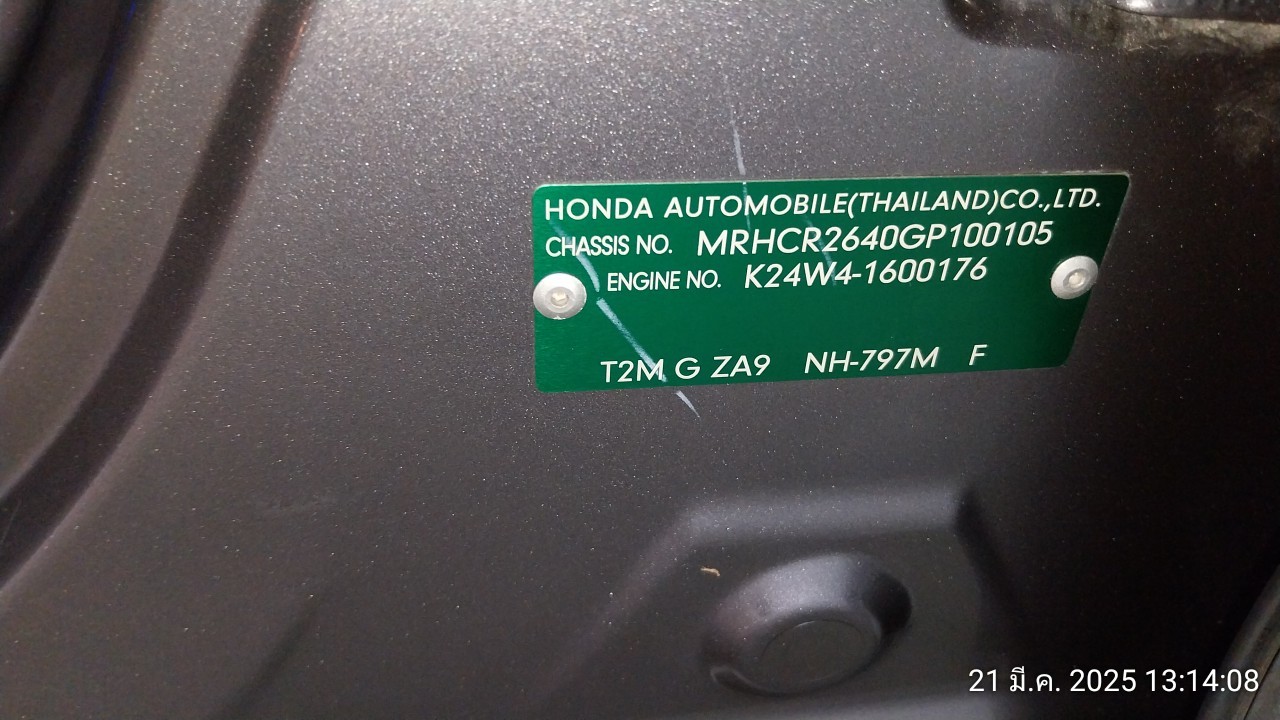 HONDA AUTOMOBILE(THAILAND)CO.,LTD.
CHASSIS NO. MRHCR2640GP100105
ENGINE NO. K24W4-1600176
T2M G ZA9 NH-797M F
21 มี.ค. 2025 13:14:08